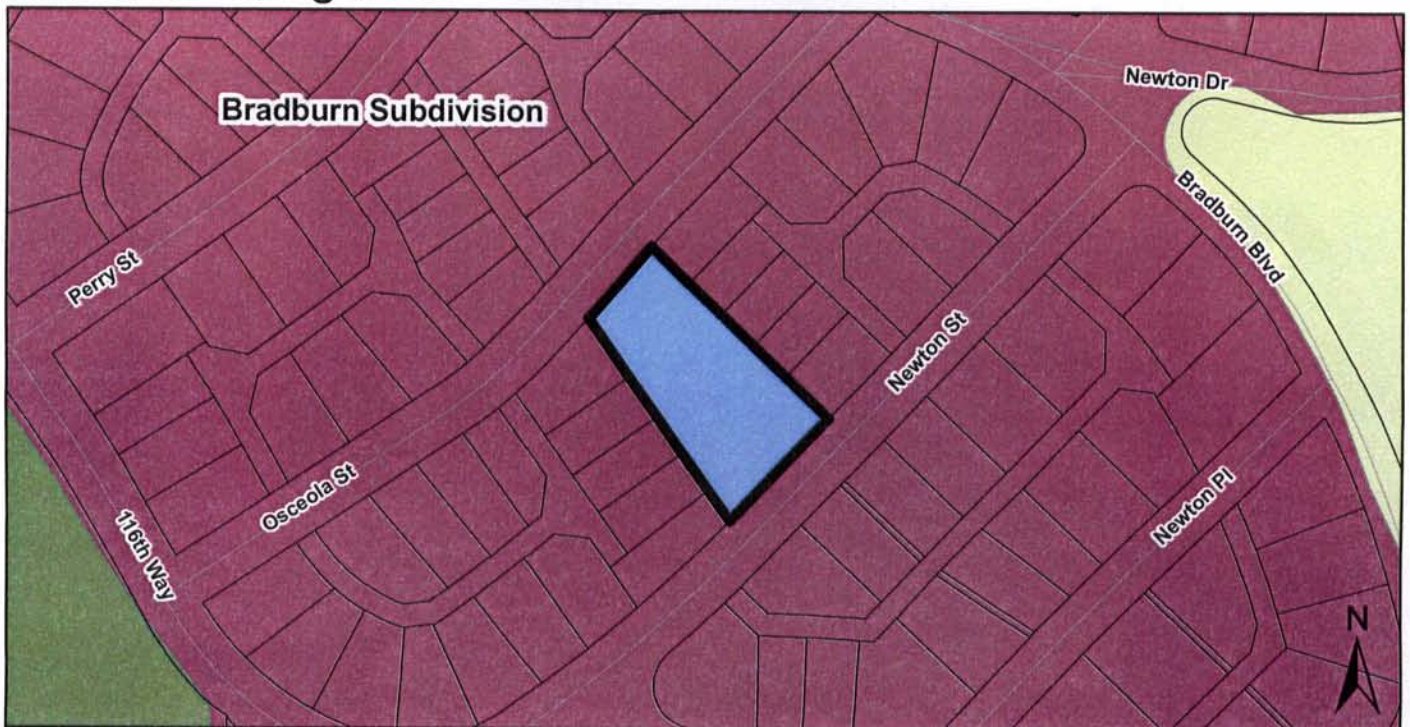 Newton Dr
Bradburn Subdivision
Bradburn Blvd
Perry St
Newton St
Osceola St
Newton Pl
116th Way
N